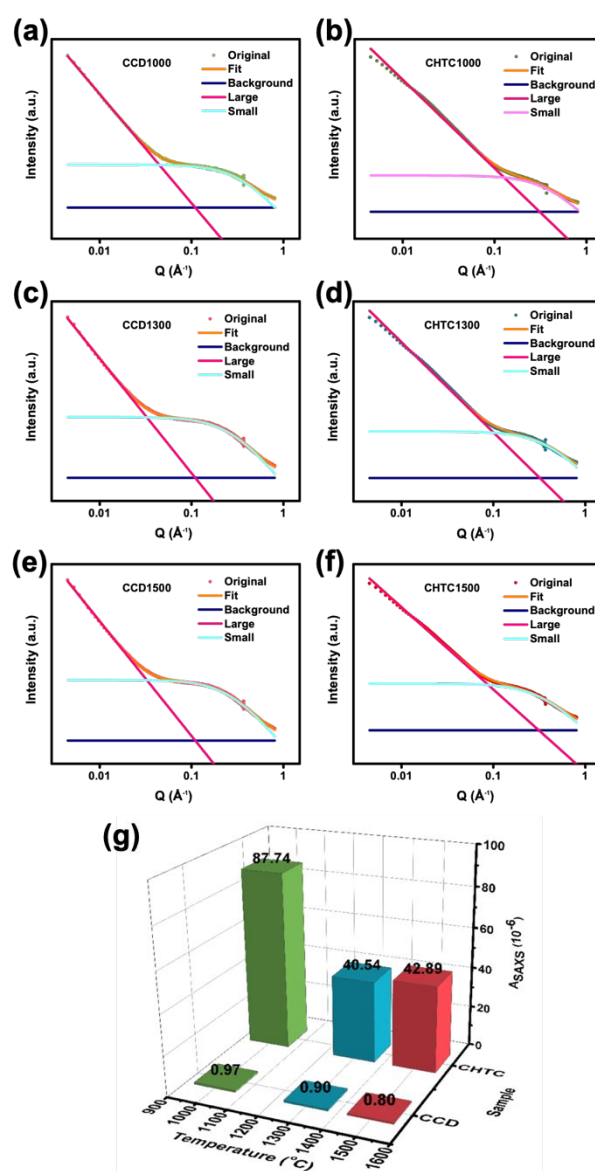 (a)
CCD1000
Original
Fit
Background
Large
Small
Intensity (a.u.)
0.01 0.1 1
Q (Å⁻¹)
(b)
CHTC1000
Original
Fit
Background
Large
Small
Intensity (a.u.)
0.01 0.1 1
Q (Å⁻¹)
(c)
CCD1300
Original
Fit
Background
Large
Small
Intensity (a.u.)
0.01 0.1 1
Q (Å⁻¹)
(d)
CHTC1300
Original
Fit
Background
Large
Small
Intensity (a.u.)
0.01 0.1 1
Q (Å⁻¹)
(e)
CCD1500
Original
Fit
Background
Large
Small
Intensity (a.u.)
0.01 0.1 1
Q (Å⁻¹)
(f)
CHTC1500
Original
Fit
Background
Large
Small
Intensity (a.u.)
0.01 0.1 1
Q (Å⁻¹)
(g)
87.74
40.54
42.89
0.97
0.90
0.80
100
80
60
40
20
0
A_SAXS (10⁻⁶)
CHTC
CCD
Sample
900 1000 1100 1200 1300 1400 1500 1600
Temperature (°C)